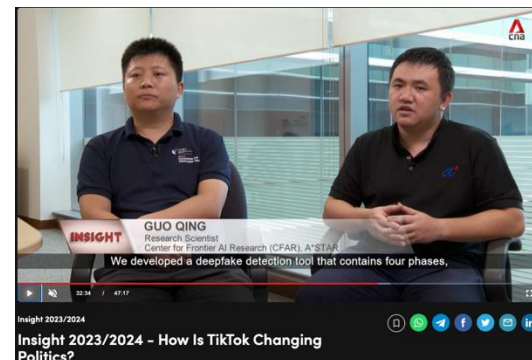 cna
INSIGHT
GUO QING
Research Scientist
Center for Frontier AI Research (CFAR), A*STAR
We developed a deepfake detection tool that contains four phases,
32:34 / 47:17
Insight 2023/2024
Insight 2023/2024 - How Is TikTok Changing
Politics?